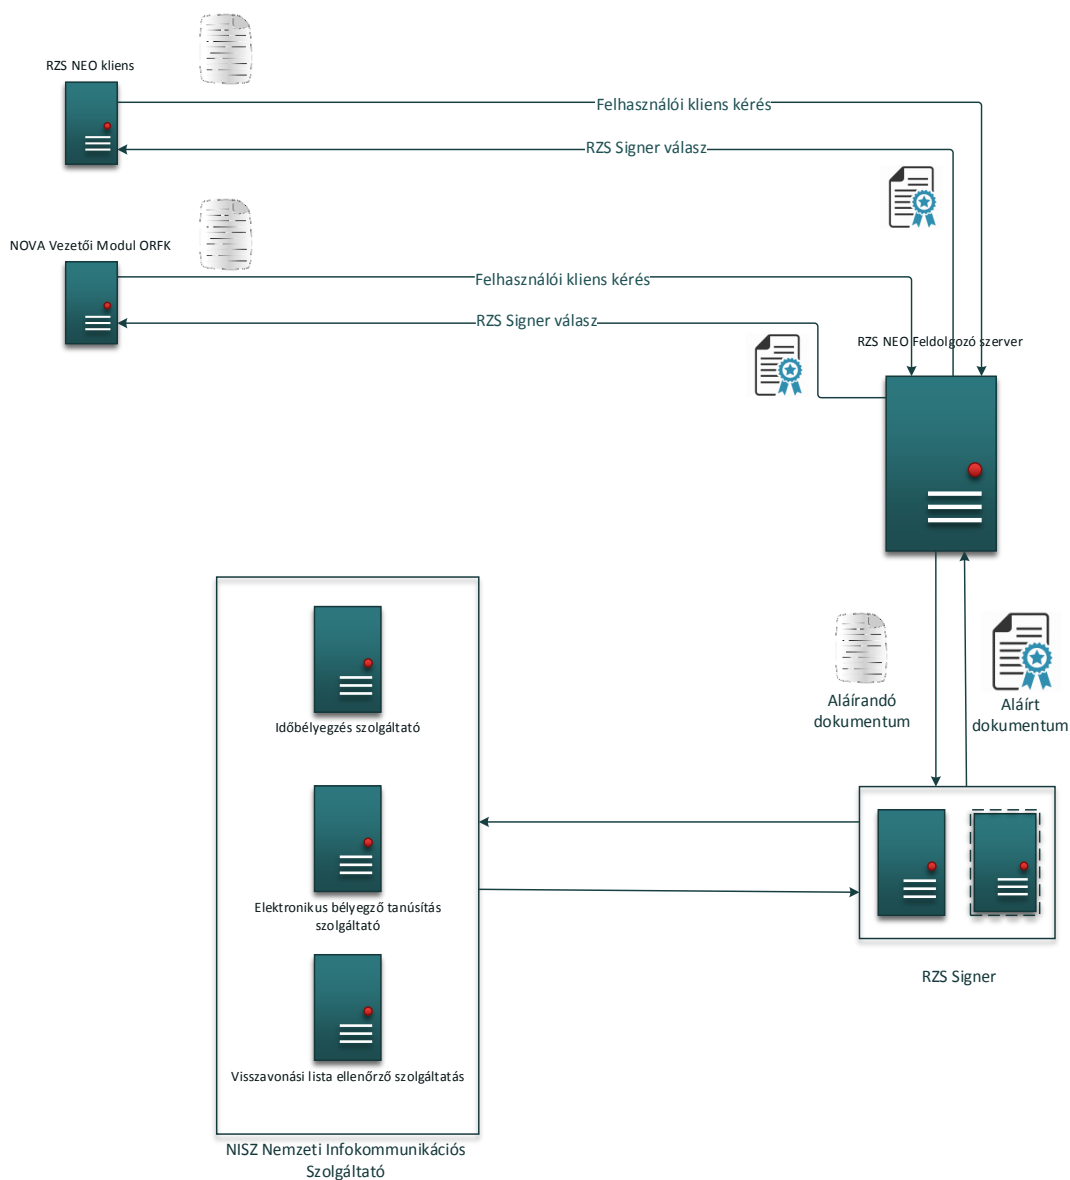 RZS NEO kliens
Felhasználói kliens kérés
RZS Signer válasz
NOVA Vezetői Modul ORFK
Felhasználói kliens kérés
RZS Signer válasz
RZS NEO Feldolgozó szerver
Aláírandó
dokumentum
Aláírt
dokumentum
Időbélyegzés szolgáltató
Elektronikus bélyegző tanúsítás
szolgáltató
Visszavonási lista ellenőrző szolgáltatás
RZS Signer
NISZ Nemzeti Infokommunikációs
Szolgáltató